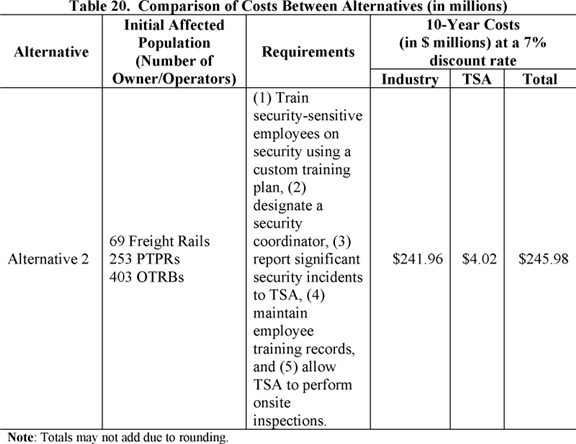 Table 20. Comparison of Costs Between Alternatives (in millions)
Alternative
Initial Affected
Population
(Number of
Owner/Operators)
Requirements
10-Year Costs
(in $ millions) at a 7%
discount rate
Industry
TSA
Total
Alternative 2
69 Freight Rails
253 PTPRs
403 OTRBs
(1) Train
security-sensitive
employees on
security using a
custom training
plan, (2)
designate a
security
coordinator, (3)
report significant
security incidents
to TSA, (4)
maintain
employee
training records,
and (5) allow
TSA to perform
onsite
inspections.
$241.96
$4.02
$245.98
Note: Totals may not add due to rounding.